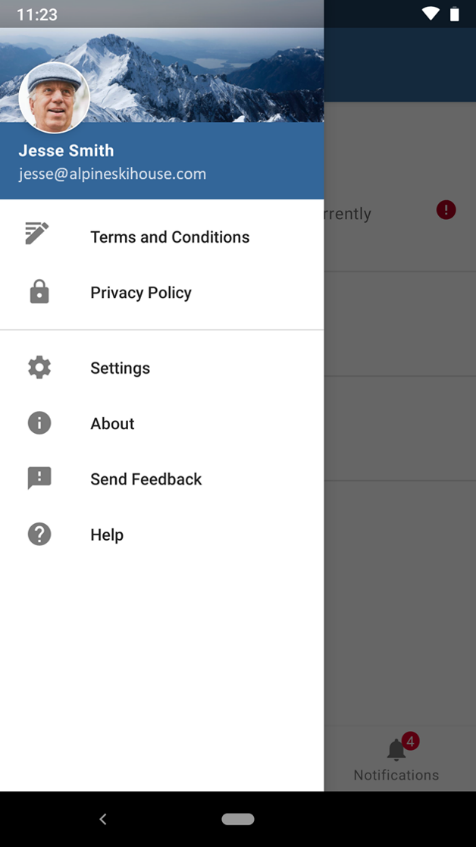 11:23
Jesse Smith
jesse@alpineskihouse.com
Terms and Conditions
rrently
Privacy Policy
Settings
About
Send Feedback
Help
4
Notifications